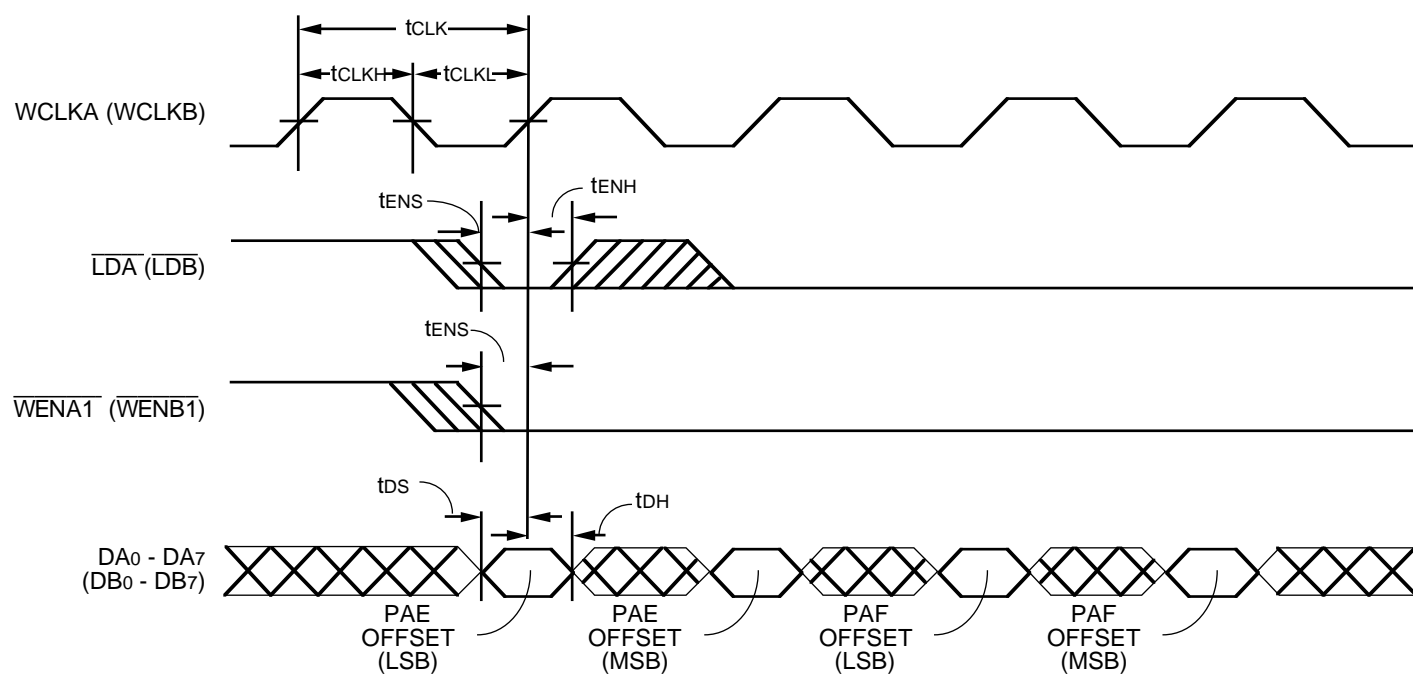 tCLK
tCLKH
tCLKL
WCLKA (WCLKB)
tENS
tENH
LDA (LDB)
tENS
WENA1 (WENB1)
tDS
tDH
DA0 - DA7
(DB0 - DB7)
PAE
OFFSET
(LSB)
PAE
OFFSET
(MSB)
PAF
OFFSET
(LSB)
PAF
OFFSET
(MSB)